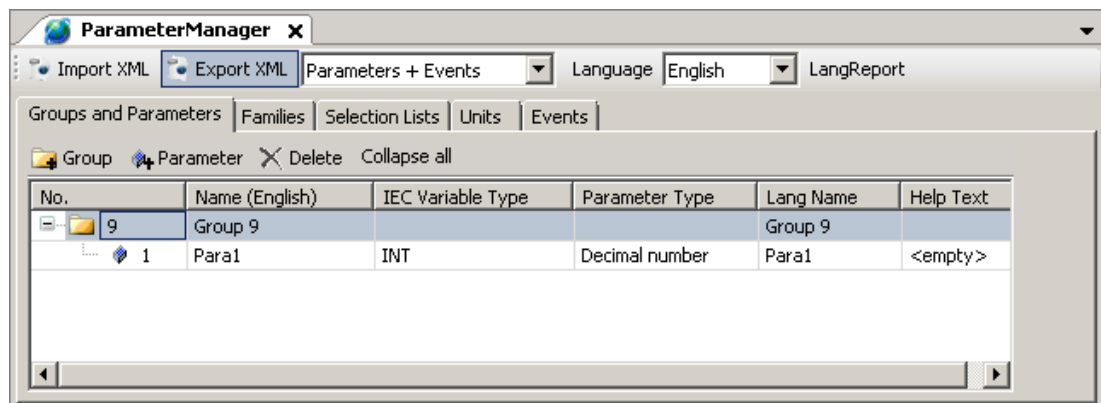 ParameterManager
Import XML Export XML Parameters + Events Language English LangReport
Groups and Parameters Families Selection Lists Units Events
Group Parameter Delete Collapse all
No. Name (English) IEC Variable Type Parameter Type Lang Name Help Text
9 Group 9 Group 9
1 Para1 INT Decimal number Para1 <empty>